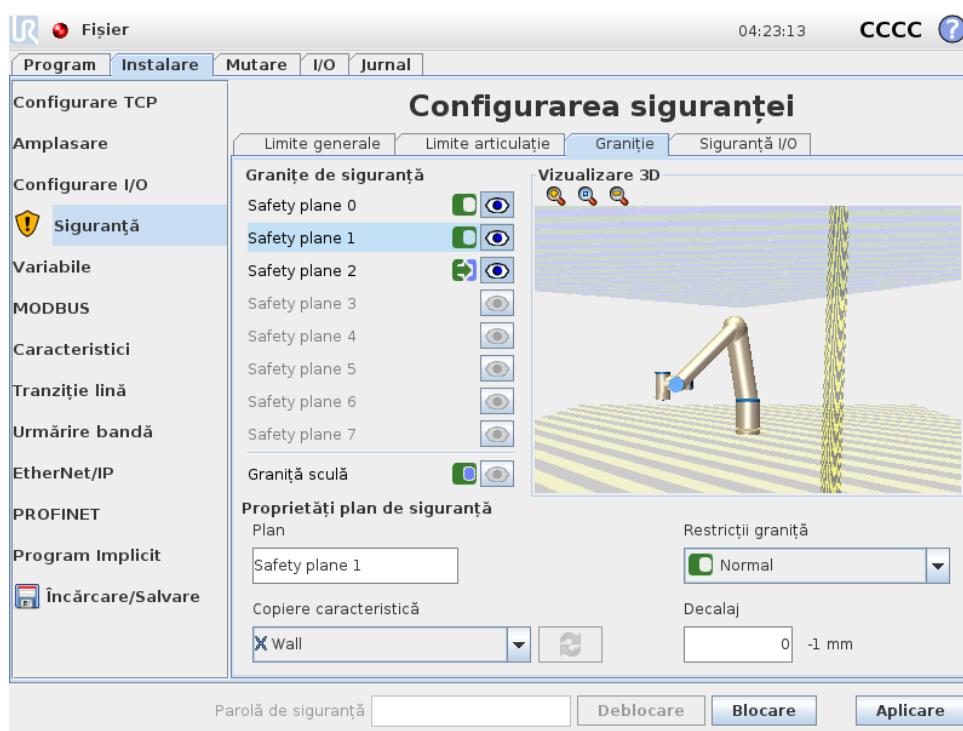 UR Fișier 04:23:13 CCCC ?
Program Instalare Mutare I/O Jurnal
Configurare TCP
Amplasare
Configurare I/O
Siguranță
Variabile
MODBUS
Caracteristici
Tranziție lină
Urmărire bandă
EtherNet/IP
PROFINET
Program Implicit
Încărcare/Salvare
Configurarea siguranței
Limite generale Limite articulație Graniție Siguranță I/O
Granițe de siguranță
Safety plane 0
Safety plane 1
Safety plane 2
Safety plane 3
Safety plane 4
Safety plane 5
Safety plane 6
Safety plane 7
Graniță sculă
Vizualizare 3D
Proprietăți plan de siguranță
Plan
Safety plane 1
Restricții graniță
Normal
Copiere caracteristică
Wall
Decalaj
0 -1 mm
Parolă de siguranță Deblocare Blocare Aplicare